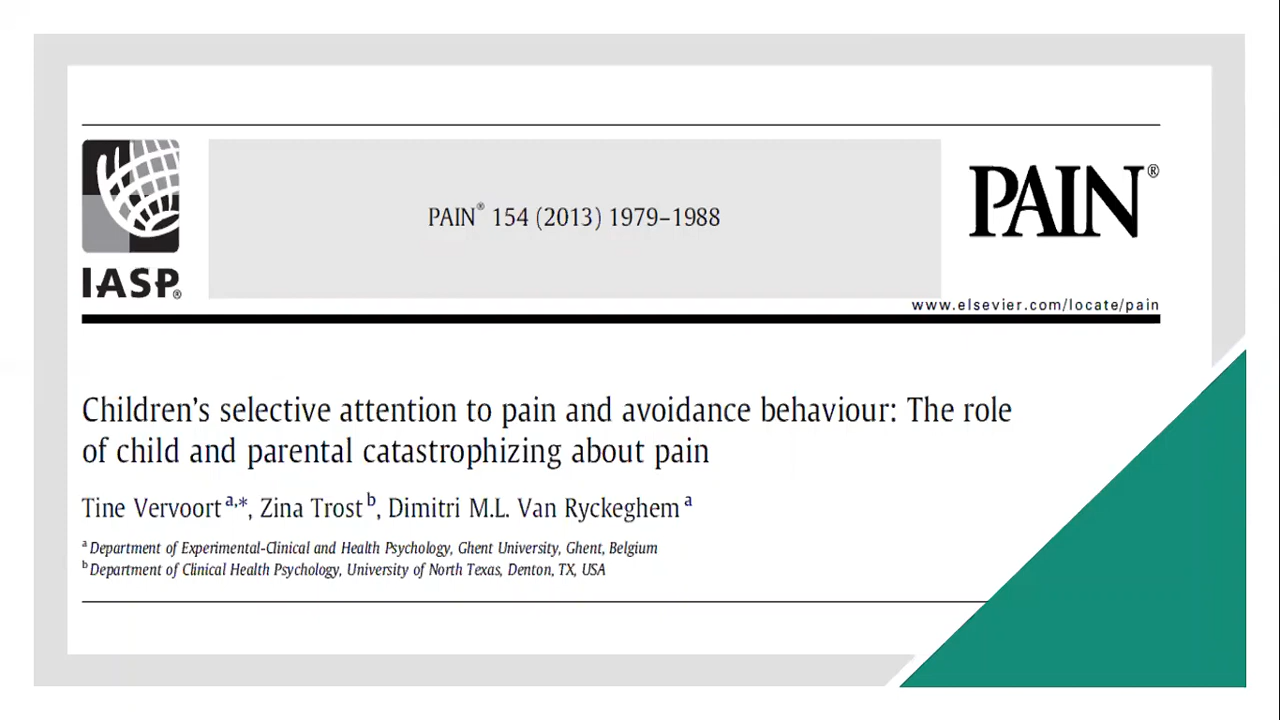 PAIN® 154 (2013) 1979–1988
PAIN®
IASP®
www.elsevier.com/locate/pain
Children's selective attention to pain and avoidance behaviour: The role
of child and parental catastrophizing about pain
Tine Vervoort a,*, Zina Trost b, Dimitri M.L. Van Ryckeghem a
a Department of Experimental-Clinical and Health Psychology, Ghent University, Ghent, Belgium
b Department of Clinical Health Psychology, University of North Texas, Denton, TX, USA